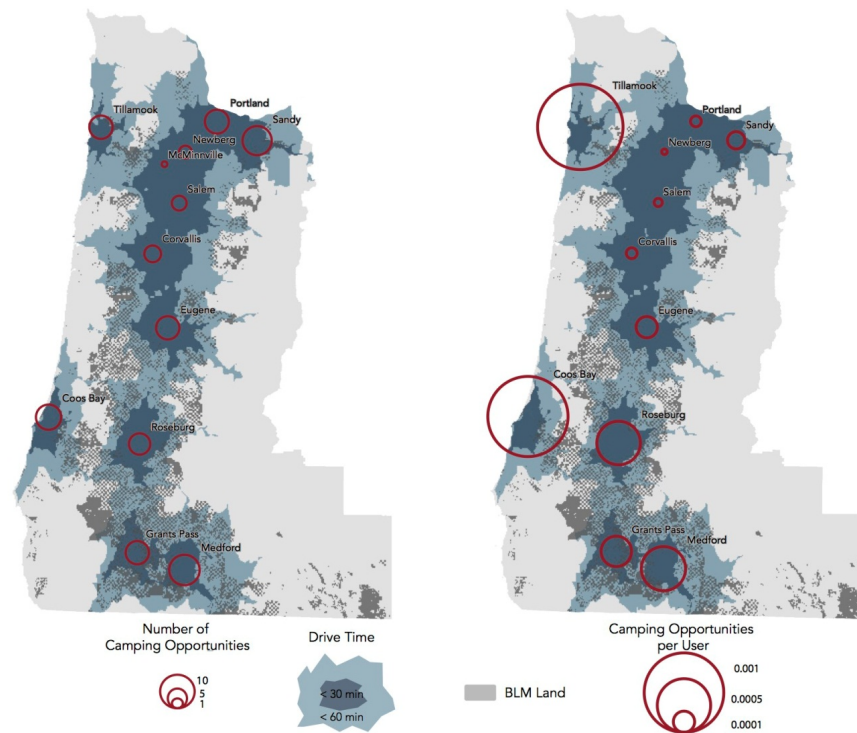 Tillamook
Portland
Sandy
Newberg
McMinnville
Salem
Corvallis
Eugene
Coos Bay
Roseburg
Grants Pass
Medford
Number of
Camping Opportunities
10
5
1
Drive Time
< 30 min
< 60 min
Tillamook
Portland
Sandy
Newberg
Salem
Corvallis
Eugene
Coos Bay
Roseburg
Grants Pass
Medford
BLM Land
Camping Opportunities
per User
0.001
0.0005
0.0001